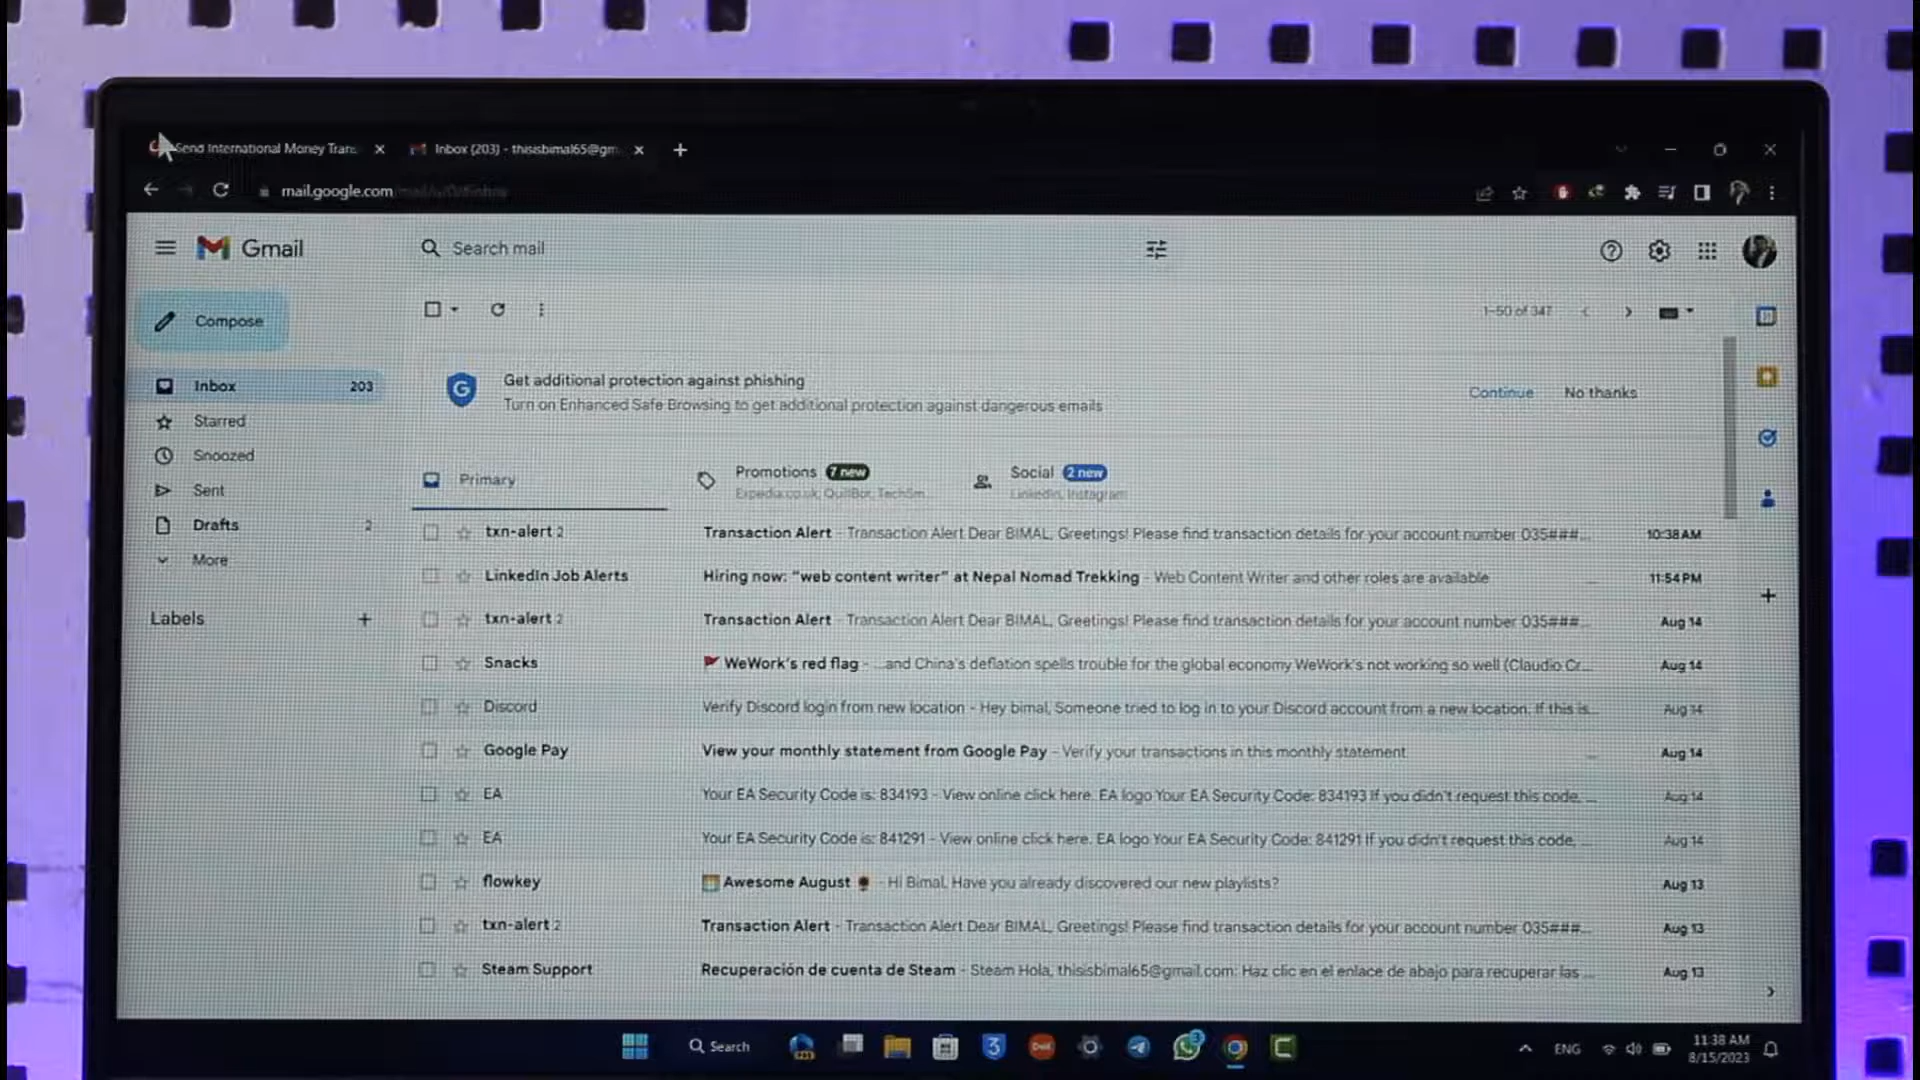 Send International Money Trans
Inbox (203) - thisisbimal65@gm
mail.google.com
Gmail
Search mail
Compose
1-50 of 347
Inbox 203
Get additional protection against phishing
Turn on Enhanced Safe Browsing to get additional protection against dangerous emails
Continue No thanks
Starred
Snoozed
Sent
Drafts 2
More
Labels
Primary
Promotions 7 new
Expedia.co.uk, QuillBot, TechSm...
Social 2 new
LinkedIn, Instagram
txn-alert 2 Transaction Alert - Transaction Alert Dear BIMAL, Greetings! Please find transaction details for your account number 035###... 10:38 AM
LinkedIn Job Alerts Hiring now: "web content writer" at Nepal Nomad Trekking - Web Content Writer and other roles are available 11:54 PM
txn-alert 2 Transaction Alert - Transaction Alert Dear BIMAL, Greetings! Please find transaction details for your account number 035###... Aug 14
Snacks WeWork's red flag - ...and China's deflation spells trouble for the global economy WeWork's not working so well (Claudio Cr... Aug 14
Discord Verify Discord login from new location - Hey bimal, Someone tried to log in to your Discord account from a new location. If this is... Aug 14
Google Pay View your monthly statement from Google Pay - Verify your transactions in this monthly statement Aug 14
EA Your EA Security Code is: 834193 - View online click here. EA logo Your EA Security Code: 834193 If you didn't request this code, ... Aug 14
EA Your EA Security Code is: 841291 - View online click here. EA logo Your EA Security Code: 841291 If you didn't request this code, ... Aug 14
flowkey Awesome August - Hi Bimal, Have you already discovered our new playlists? Aug 13
txn-alert 2 Transaction Alert - Transaction Alert Dear BIMAL, Greetings! Please find transaction details for your account number 035###... Aug 13
Steam Support Recuperación de cuenta de Steam - Steam Hola, thisisbimal65@gmail.com: Haz clic en el enlace de abajo para recuperar las ... Aug 13
Search
ENG
11:38 AM
8/15/2023